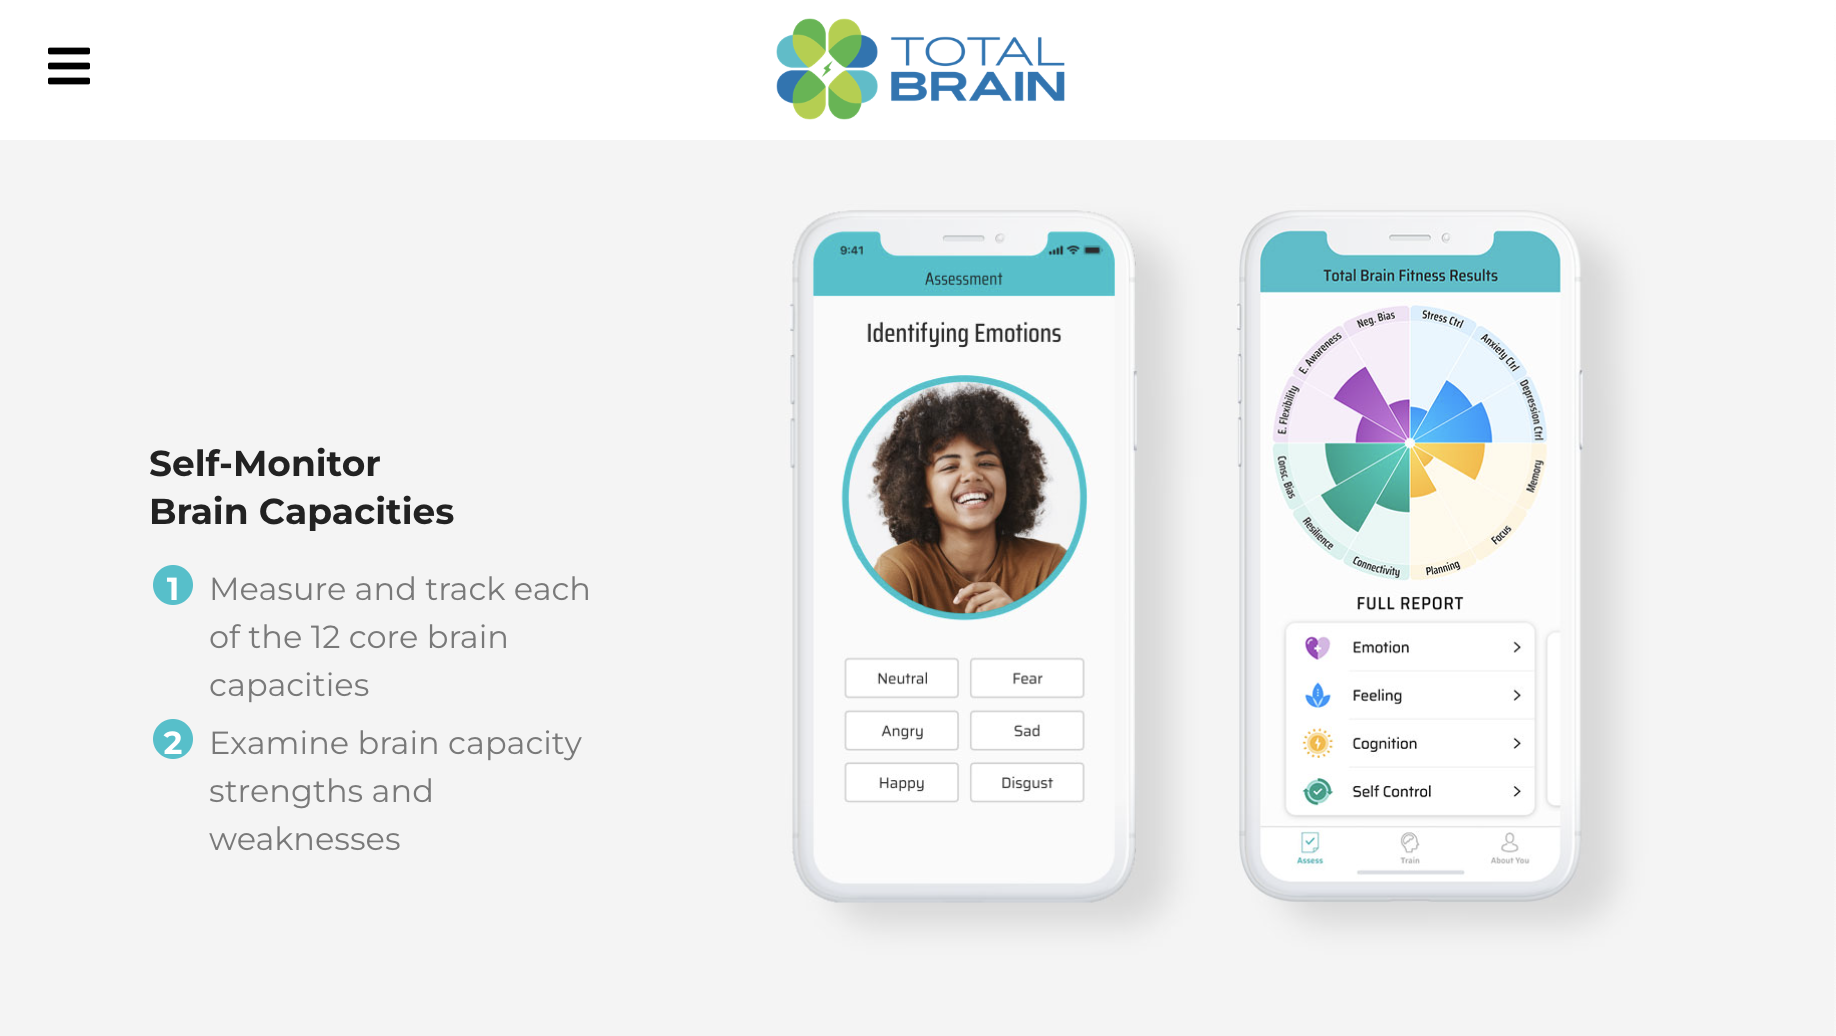 TOTAL
BRAIN
Self-Monitor
Brain Capacities
1 Measure and track each
of the 12 core brain
capacities
2 Examine brain capacity
strengths and
weaknesses
9:41
Assessment
Identifying Emotions
Neutral
Fear
Angry
Sad
Happy
Disgust
Total Brain Fitness Results
Neg. Bias
Stress Ctrl
E. Awareness
Anxiety Ctrl
E. Flexibility
Depression Ctrl
Consc. Bias
Memory
Resilience
Focus
Connectivity
Planning
FULL REPORT
Emotion
Feeling
Cognition
Self Control
Assess
Train
About You